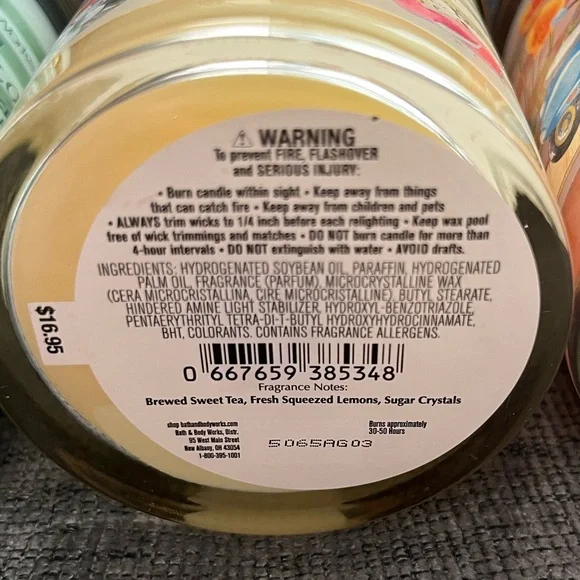 WARNING
To prevent FIRE, FLASHOVER
and SERIOUS INJURY:
• Burn candle within sight • Keep away from things
that can catch fire • Keep away from children and pets
• ALWAYS trim wicks to 1/4 inch before each relighting • Keep wax pool
free of wick trimmings and matches • DO NOT burn candle for more than
4-hour intervals • DO NOT extinguish with water • AVOID drafts.
INGREDIENTS: HYDROGENATED SOYBEAN OIL, PARAFFIN, HYDROGENATED
PALM OIL, FRAGRANCE (PARFUM), MICROCRYSTALLINE WAX
(CERA MICROCRISTALLINA, CIRE MICROCRISTALLINE), BUTYL STEARATE,
HINDERED AMINE LIGHT STABILIZER, HYDROXYL-BENZOTRIAZOLE,
PENTAERYTHRITYL TETRA-DI-T-BUTYL HYDROXYHYDROCINNAMATE,
BHT, COLORANTS. CONTAINS FRAGRANCE ALLERGENS.
$16.95
0 667659 385348
Fragrance Notes:
Brewed Sweet Tea, Fresh Squeezed Lemons, Sugar Crystals
shop bathandbodyworks.com
Bath & Body Works, Distr.
95 West Main Street
New Albany, OH 43054
1-800-395-1001
Burns approximately
30-50 Hours
5065AG03